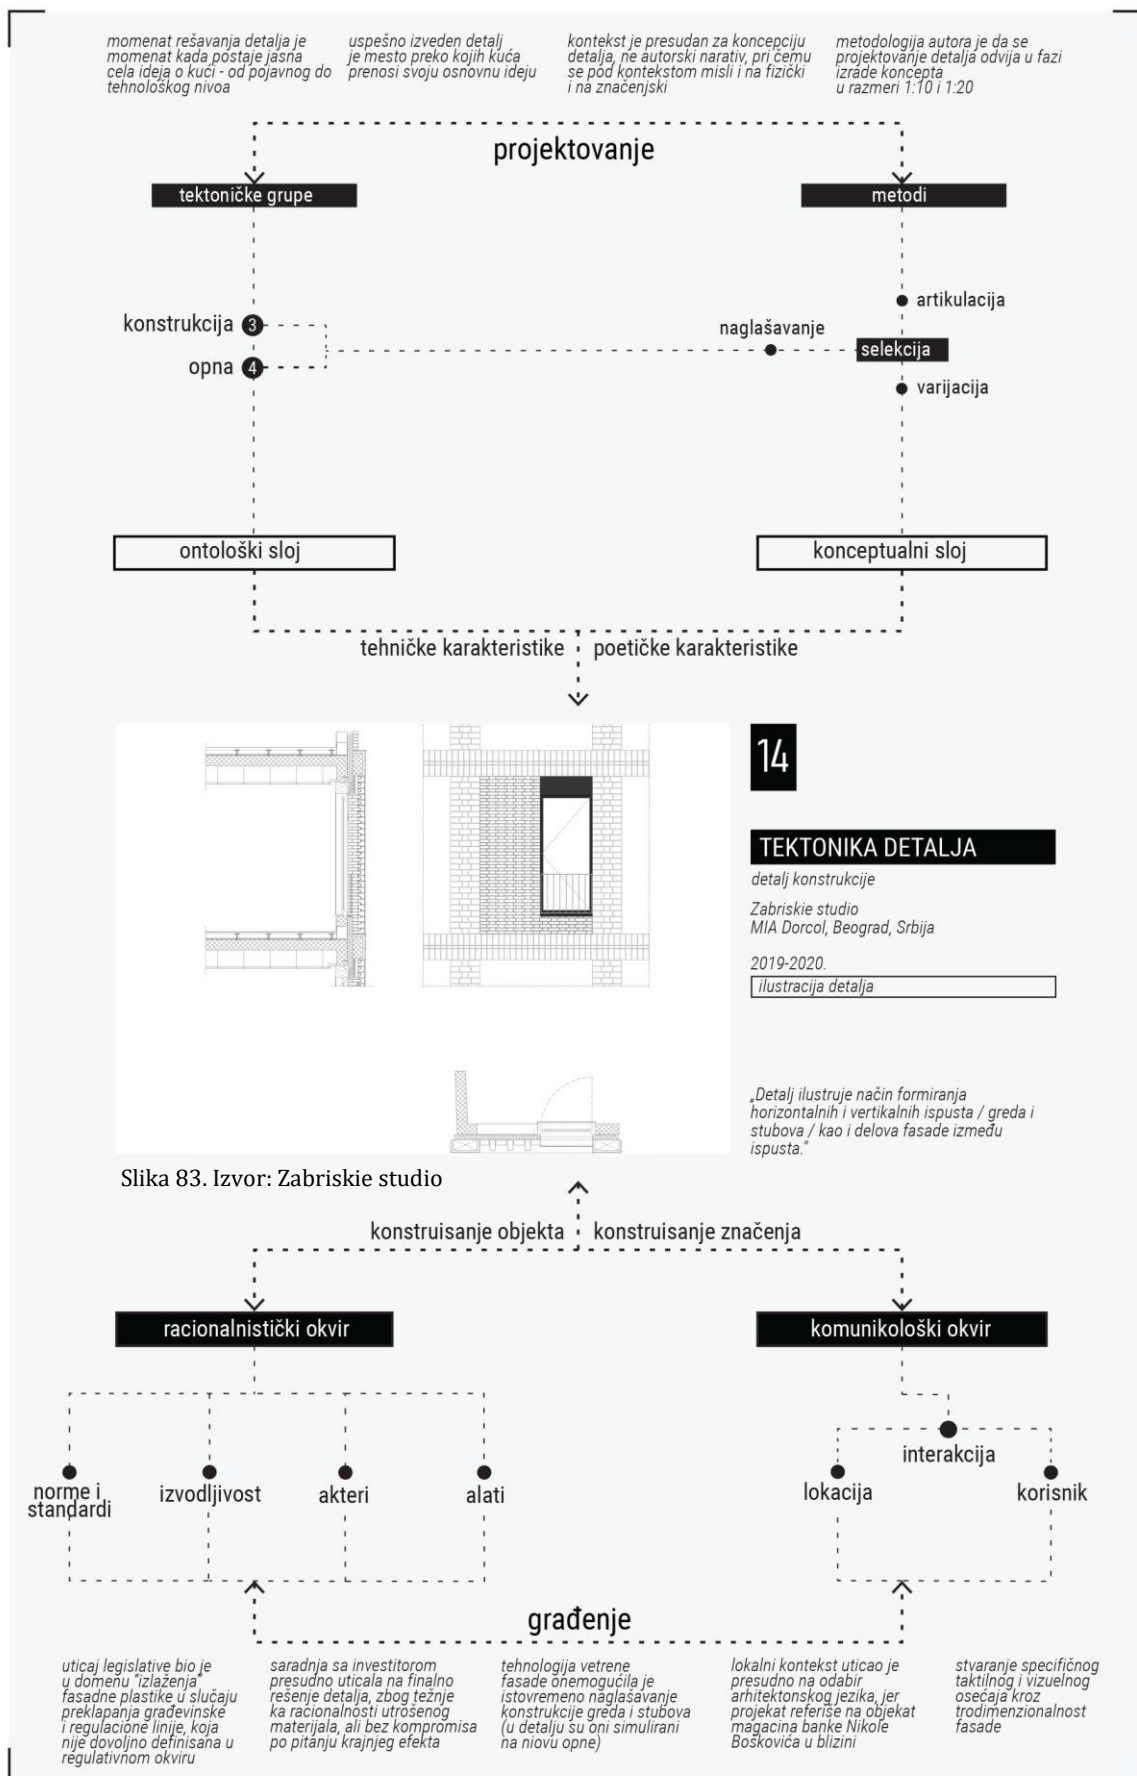 momenat rešavanja detalja je
momenat kada postaje jasna
cela ideja o kući - od pojavnog do
tehnološkog nivoa
uspešno izveden detalj
je mesto preko kojih kuća
prenosi svoju osnovnu ideju
kontekst je presudan za koncepciju
detalja, ne autorski narativ, pri čemu
se pod kontekstom misli i na fizički
i na značenjski
metodologija autora je da se
projektovanje detalja odvija u fazi
izrade koncepta
u razmeri 1:10 i 1:20
projektovanje
tektoničke grupe
metodi
artikulacija
konstrukcija 3
naglašavanje
selekcija
opna 4
varijacija
ontološki sloj
konceptualni sloj
tehničke karakteristike
poetičke karakteristike
14
TEKTONIKA DETALJA
detalj konstrukcije
Zabriskie studio
MIA Dorcol, Beograd, Srbija
2019-2020.
ilustracija detalja
„Detalj ilustruje način formiranja
horizontalnih i vertikalnih ispusta / greda i
stubova / kao i delova fasade između
ispusta."
Slika 83. Izvor: Zabriskie studio
konstruisanje objekta
konstruisanje značenja
racionalnistički okvir
komunikološki okvir
interakcija
norme i
standardi
izvodljivost
akteri
alati
lokacija
korisnik
građenje
uticaj legislative bio je
u domenu "izlaženja"
fasadne plastike u slučaju
preklapanja građevinske
i regulacione linije, koja
nije dovoljno definisana u
regulativnom okviru
saradnja sa investitorom
presudno uticala na finalno
rešenje detalja, zbog težnje
ka racionalnosti utrošenog
materijala, ali bez kompromisa
po pitanju krajnjeg efekta
tehnologija vetrene
fasade onemogućila je
istovremeno naglašavanje
konstrukcije greda i stubova
(u detalju su oni simulirani
na niovu opne)
lokalni kontekst uticao je
presudno na odabir
arhitektonskog jezika, jer
projekat referiše na objekat
magacina banke Nikole
Boškovića u blizini
stvaranje specifičnog
taktilnog i vizuelnog
osećaja kroz
trodimenzionalnost
fasade